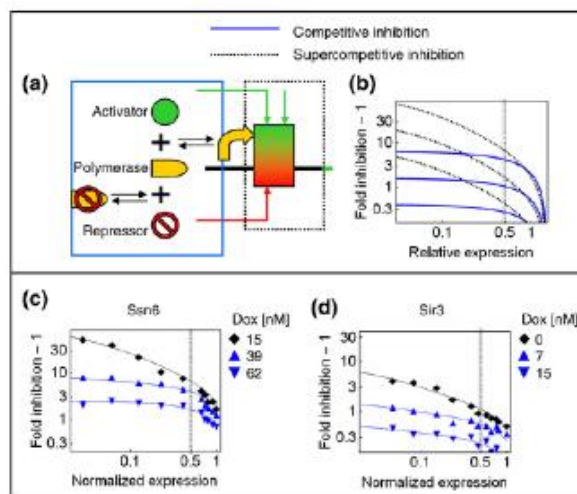 Competitive inhibition
Supercompetitive inhibition
(a)
Activator
+
Polymerase
+
Repressor
(b)
Fold inhibition – 1
30
10
3
1
0.3
0.1
0.5
1
Relative expression
(c)
Ssn6
Dox [nM]
15
39
62
Fold inhibition – 1
30
10
3
1
0.3
0.1
0.5
1
Normalized expression
(d)
Sir3
Dox [nM]
0
7
15
Fold inhibition – 1
30
10
3
1
0.3
0.1
0.5
1
Normalized expression